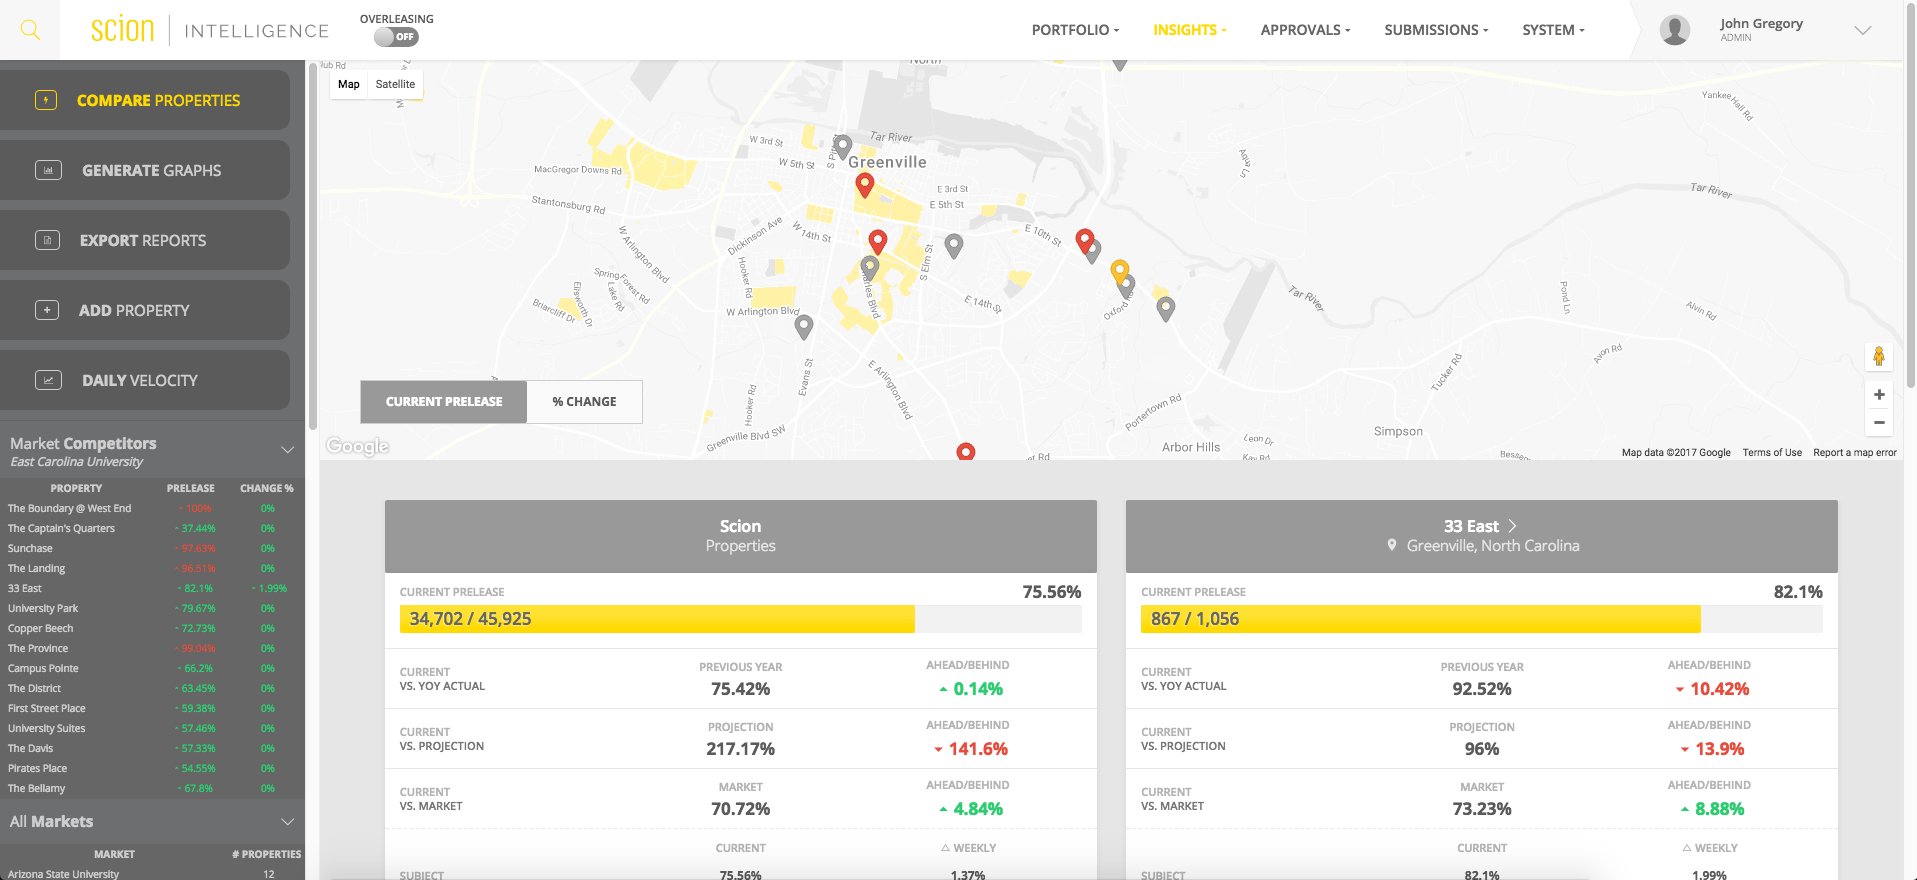 scion | INTELLIGENCE
OVERLEASING
OFF
PORTFOLIO
INSIGHTS
APPROVALS
SUBMISSIONS
SYSTEM
John Gregory
ADMIN
COMPARE PROPERTIES
GENERATE GRAPHS
EXPORT REPORTS
ADD PROPERTY
DAILY VELOCITY
Market Competitors
East Carolina University
PROPERTY PRELEASE CHANGE %
The Boundary @ West End 100% 0%
The Captain's Quarters 37.44% 0%
Sunchase 97.63% 0%
The Landing 96.51% 0%
33 East 82.1% 1.99%
University Park 79.67% 0%
Copper Beech 72.73% 0%
The Province 99.04% 0%
Campus Pointe 66.2% 0%
The District 63.45% 0%
First Street Place 59.38% 0%
University Suites 57.46% 0%
The Davis 57.33% 0%
Pirates Place 54.55% 0%
The Bellamy 67.8% 0%
All Markets
MARKET # PROPERTIES
Arizona State University 12
Map Satellite
North
Yankee Hall Rd
Tar River
W 3rd St
W 5th St
S Pitt
Greenville
MacGregor Downs Rd
Stantonsburg Rd
E 3rd St
E 5th St
Aqua Ln
Tar River
W Arlington Blvd
Dickinson Ave
W 14th St
Hooker Rd
S Elm St
E 10th St
Spring Forest Rd
Lake Rd
Ellsworth Dr
Briarcliff Dr
W Arlington Blvd
Charles Blvd
E 14th St
Oxford Rd
Tar River
Pond Ln
Alvin Rd
Evans St
E Arlington Blvd
Hooker Rd
Greenville Blvd SW
Portertown Rd
Tucker Rd
Avon Rd
Simpson
Arbor Hills
Leon Dr
Kay Rd
CURRENT PRELEASE
% CHANGE
Google
Map data ©2017 Google Terms of Use Report a map error
Scion
Properties
CURRENT PRELEASE 75.56%
34,702 / 45,925
CURRENT
VS. YOY ACTUAL
PREVIOUS YEAR
75.42%
AHEAD/BEHIND
0.14%
CURRENT
VS. PROJECTION
PROJECTION
217.17%
AHEAD/BEHIND
141.6%
CURRENT
VS. MARKET
MARKET
70.72%
AHEAD/BEHIND
4.84%
CURRENT △ WEEKLY
SUBJECT 75.56% 1.37%
33 East
Greenville, North Carolina
CURRENT PRELEASE 82.1%
867 / 1,056
CURRENT
VS. YOY ACTUAL
PREVIOUS YEAR
92.52%
AHEAD/BEHIND
10.42%
CURRENT
VS. PROJECTION
PROJECTION
96%
AHEAD/BEHIND
13.9%
CURRENT
VS. MARKET
MARKET
73.23%
AHEAD/BEHIND
8.88%
CURRENT △ WEEKLY
SUBJECT 82.1% 1.99%